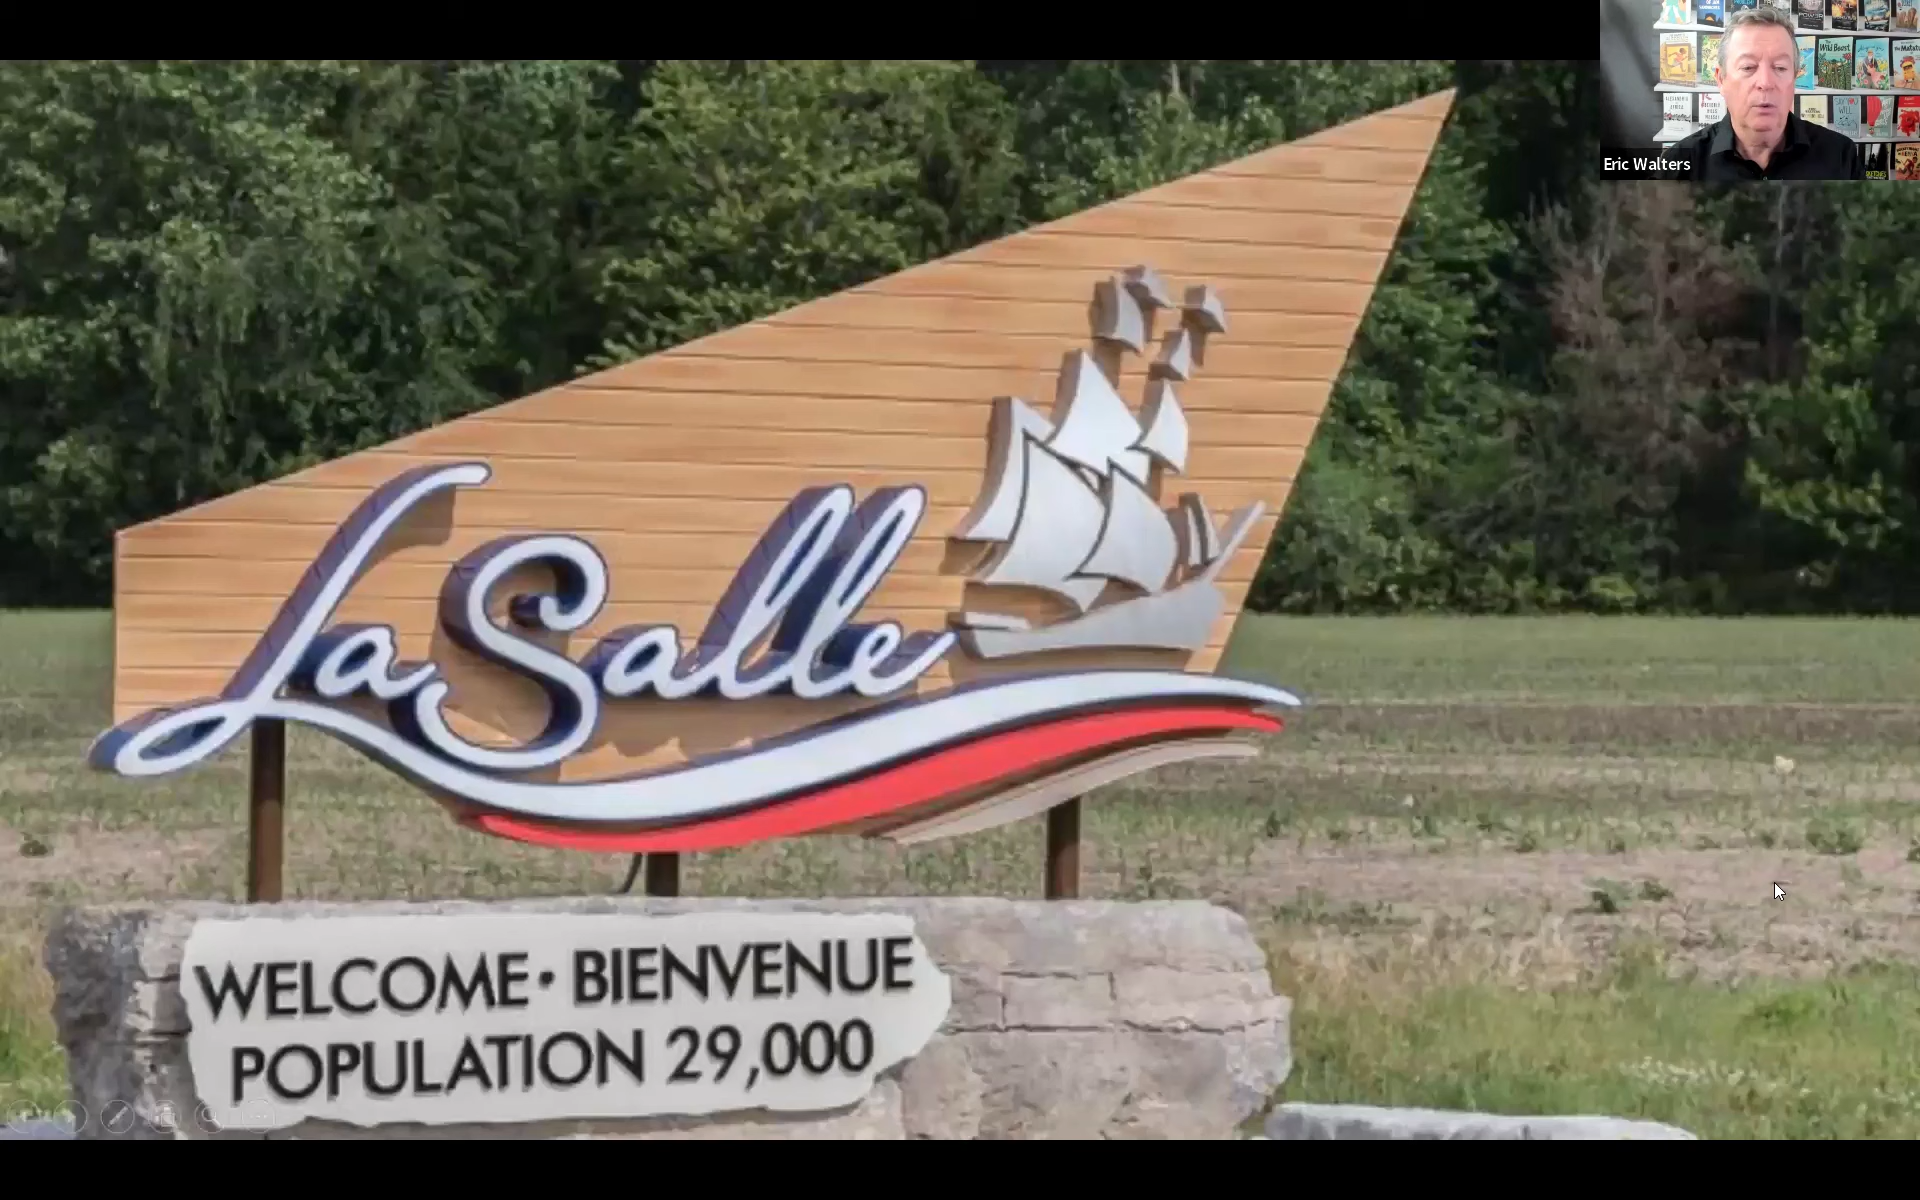 Eric Walters
LaSalle
WELCOME • BIENVENUE
POPULATION 29,000